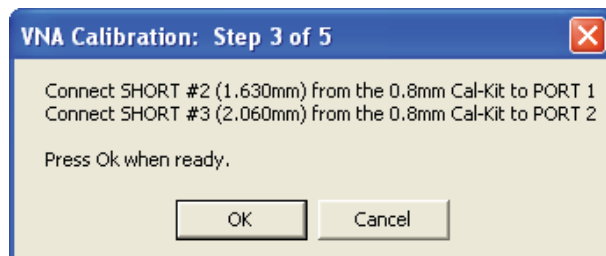 VNA Calibration: Step 3 of 5
Connect SHORT #2 (1.630mm) from the 0.8mm Cal-Kit to PORT 1
Connect SHORT #3 (2.060mm) from the 0.8mm Cal-Kit to PORT 2
Press Ok when ready.
OK
Cancel